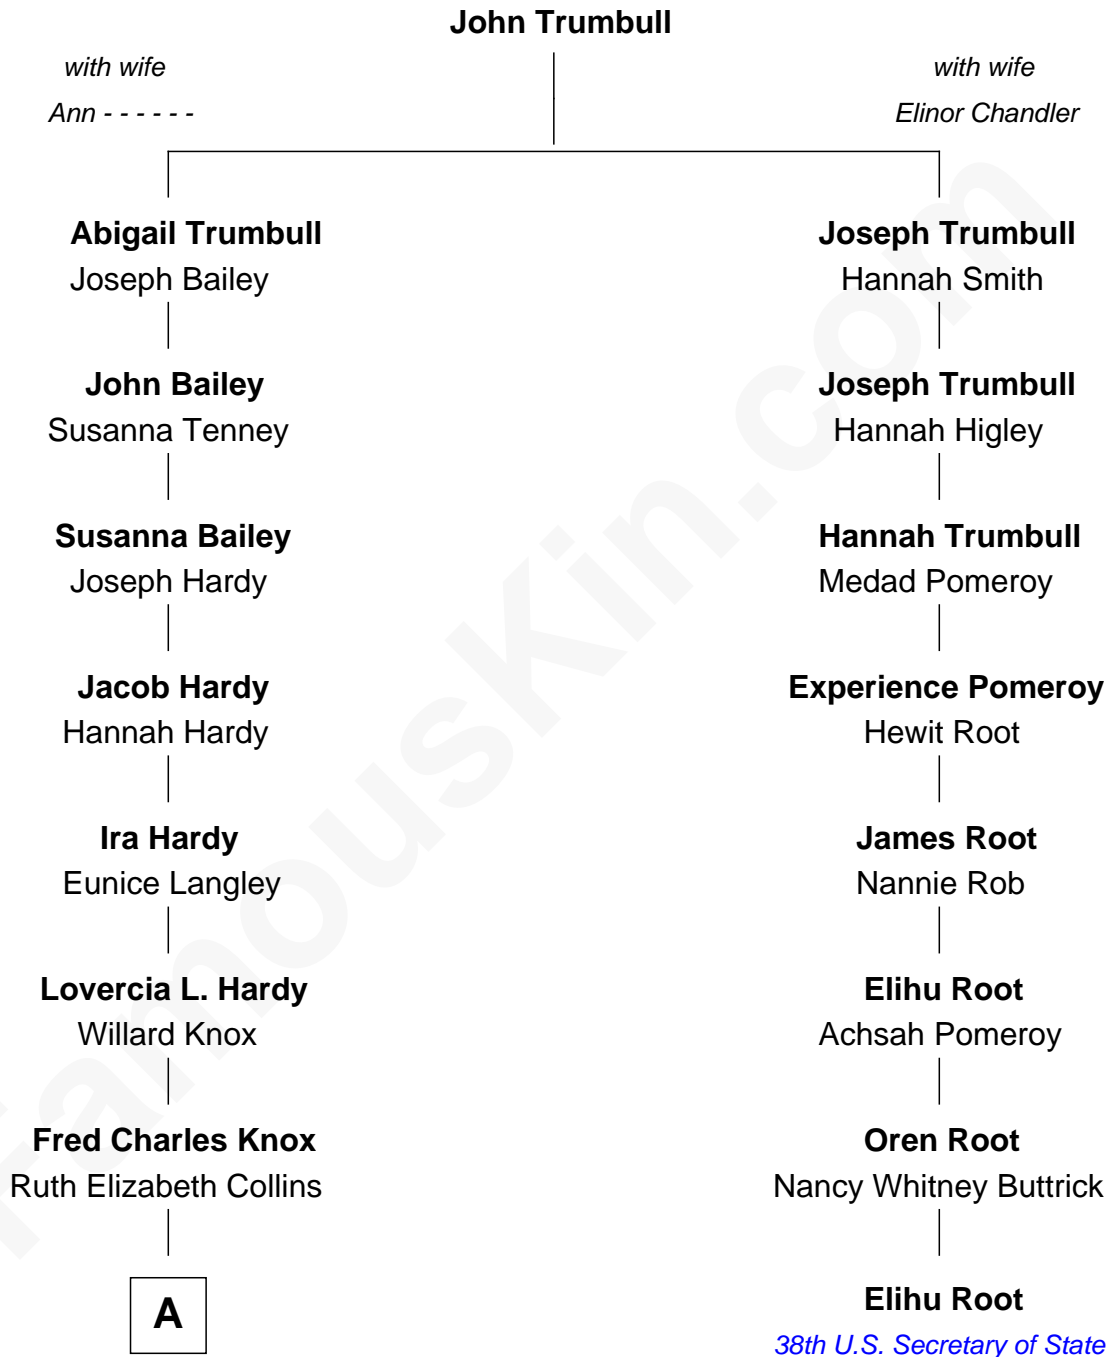 John Trumbull
with wife
Ann - - - - - -
with wife
Elinor Chandler
Abigail Trumbull
Joseph Bailey
Joseph Trumbull
Hannah Smith
John Bailey
Susanna Tenney
Joseph Trumbull
Hannah Higley
Susanna Bailey
Joseph Hardy
Hannah Trumbull
Medad Pomeroy
Jacob Hardy
Hannah Hardy
Experience Pomeroy
Hewit Root
Ira Hardy
Eunice Langley
James Root
Nannie Rob
Lovercia L. Hardy
Willard Knox
Elihu Root
Achsah Pomeroy
Fred Charles Knox
Ruth Elizabeth Collins
Oren Root
Nancy Whitney Buttrick
A
Elihu Root
38th U.S. Secretary of State
FamousKin.com